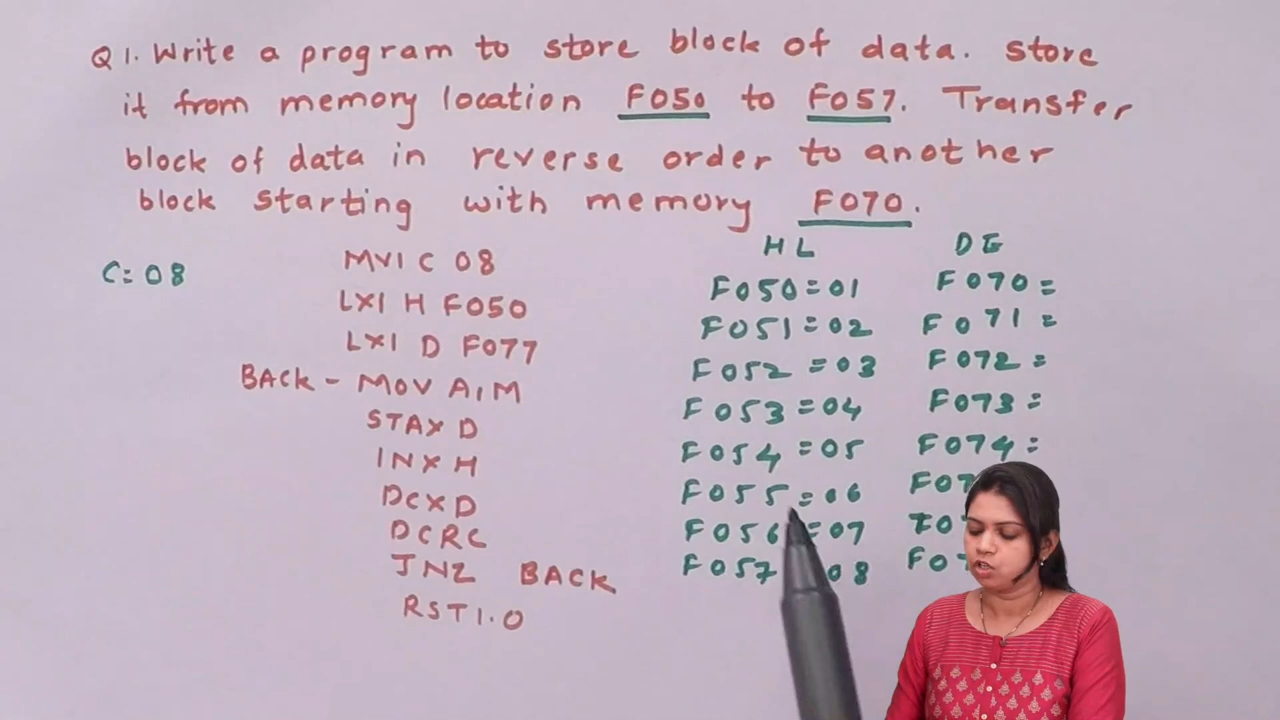 Q1. Write a program to store block of data. Store
it from memory location F050 to F057. Transfer
block of data in reverse order to another
block starting with memory F070.
C=08
MVI C 08
LXI H F050
LXI D F077
BACK - MOV A,M
STAX D
INX H
DCX D
DCR C
JNZ BACK
RST1.0
HL
F050=01
F051=02
F052=03
F053=04
F054=05
F055=06
F056=07
F057 08
DE
F070=
F071=
F072=
F073=
F074=